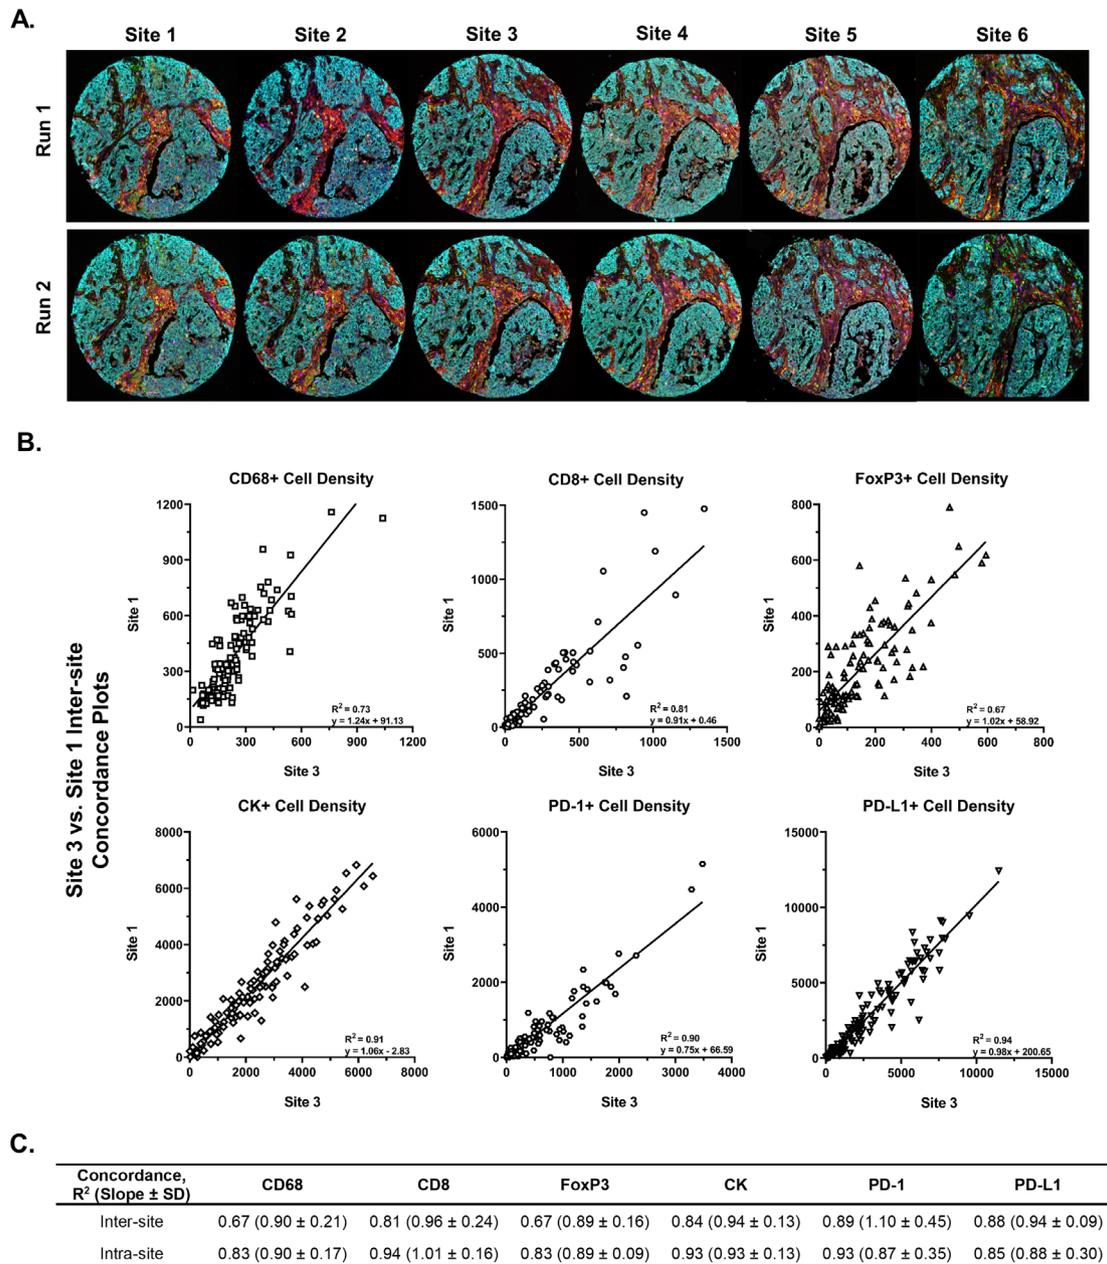 A.
Site 1 Site 2 Site 3 Site 4 Site 5 Site 6
Run 1
Run 2
B.
Site 3 vs. Site 1 Inter-site
Concordance Plots
CD68+ Cell Density
1200
900
600
300
0
0 300 600 900 1200
Site 1
Site 3
R² = 0.73
y = 1.24x + 91.13
CD8+ Cell Density
1500
1000
500
0
0 500 1000 1500
Site 1
Site 3
R² = 0.81
y = 0.91x + 0.46
FoxP3+ Cell Density
800
600
400
200
0
0 200 400 600 800
Site 1
Site 3
R² = 0.67
y = 1.02x + 58.92
CK+ Cell Density
8000
6000
4000
2000
0
0 2000 4000 6000 8000
Site 1
Site 3
R² = 0.91
y = 1.06x - 2.83
PD-1+ Cell Density
6000
4000
2000
0
0 1000 2000 3000 4000
Site 1
Site 3
R² = 0.90
y = 0.75x + 66.59
PD-L1+ Cell Density
15000
10000
5000
0
0 5000 10000 15000
Site 1
Site 3
R² = 0.94
y = 0.98x + 200.65
C.
Concordance,
R² (Slope ± SD) CD68 CD8 FoxP3 CK PD-1 PD-L1
Inter-site 0.67 (0.90 ± 0.21) 0.81 (0.96 ± 0.24) 0.67 (0.89 ± 0.16) 0.84 (0.94 ± 0.13) 0.89 (1.10 ± 0.45) 0.88 (0.94 ± 0.09)
Intra-site 0.83 (0.90 ± 0.17) 0.94 (1.01 ± 0.16) 0.83 (0.89 ± 0.09) 0.93 (0.93 ± 0.13) 0.93 (0.87 ± 0.35) 0.85 (0.88 ± 0.30)